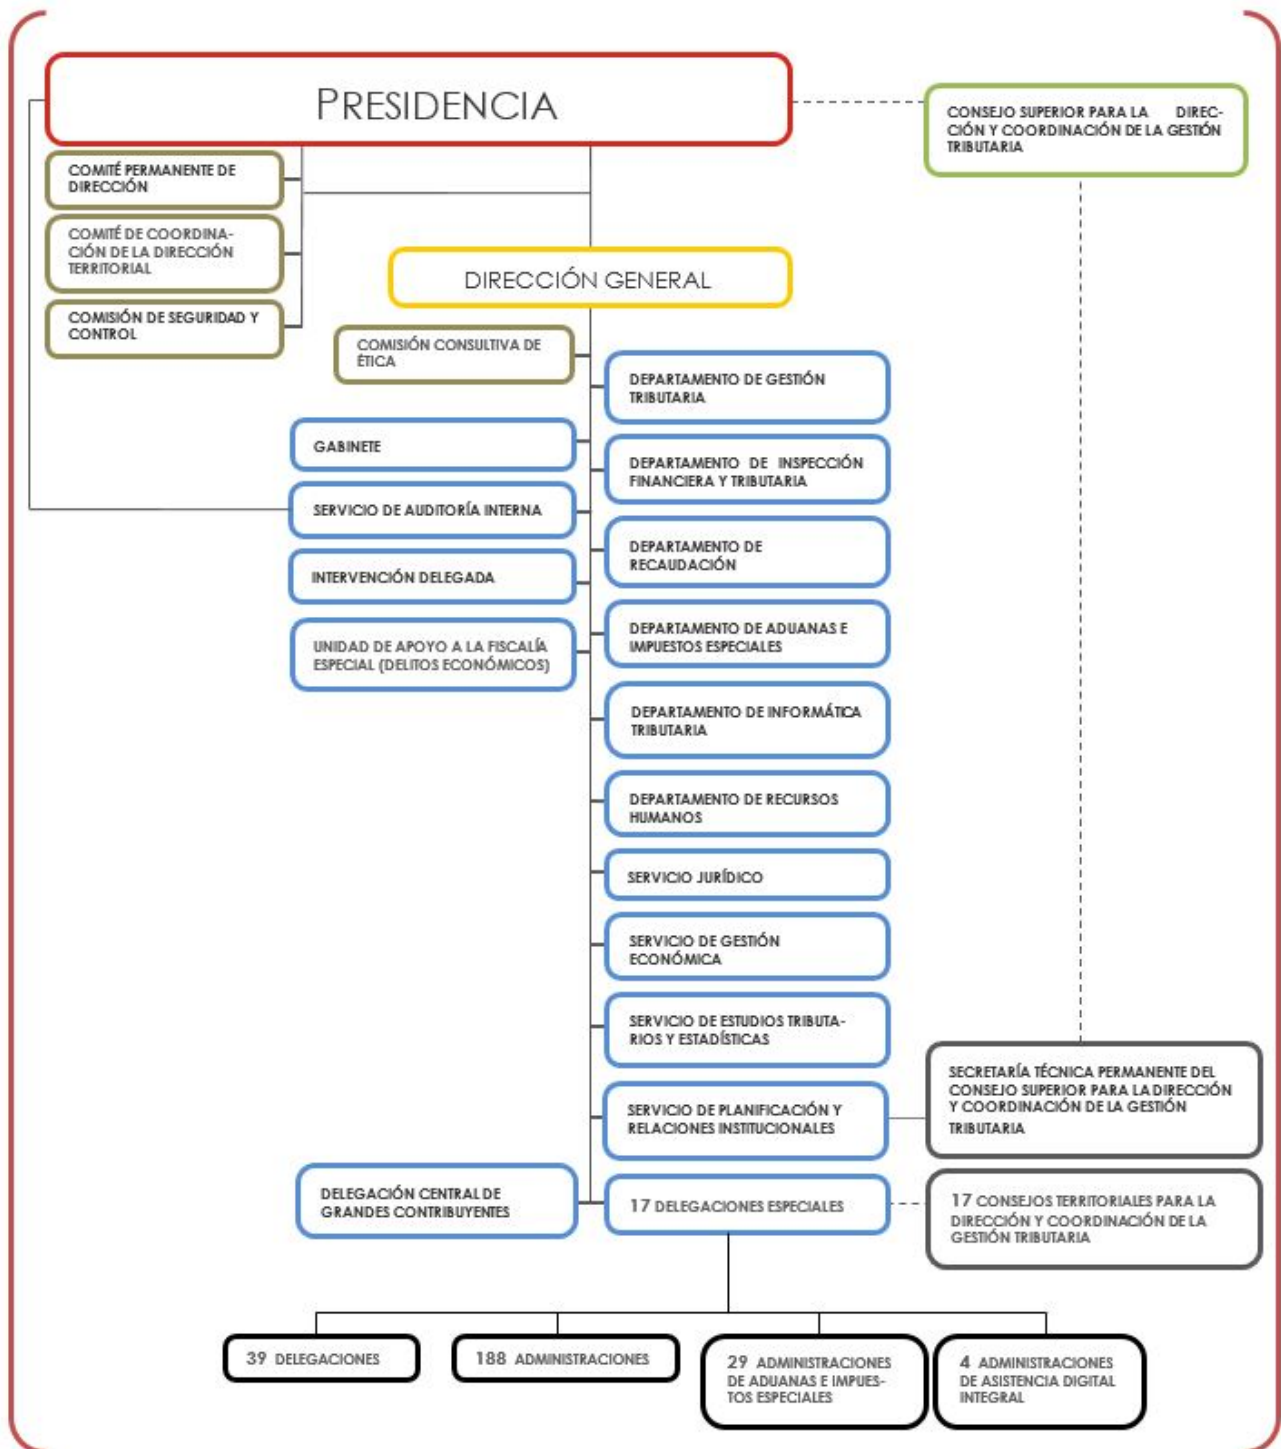 PRESIDENCIA
CONSEJO SUPERIOR PARA LA DIREC-
CIÓN Y COORDINACIÓN DE LA GESTIÓN
TRIBUTARIA
COMITÉ PERMANENTE DE
DIRECCIÓN
COMITÉ DE COORDINA-
CIÓN DE LA DIRECCIÓN
TERRITORIAL
COMISIÓN DE SEGURIDAD Y
CONTROL
DIRECCIÓN GENERAL
COMISIÓN CONSULTIVA DE
ÉTICA
GABINETE
SERVICIO DE AUDITORÍA INTERNA
INTERVENCIÓN DELEGADA
UNIDAD DE APOYO A LA FISCALÍA
ESPECIAL (DELITOS ECONÓMICOS)
DEPARTAMENTO DE GESTIÓN
TRIBUTARIA
DEPARTAMENTO DE INSPECCIÓN
FINANCIERA Y TRIBUTARIA
DEPARTAMENTO DE
RECAUDACIÓN
DEPARTAMENTO DE ADUANAS E
IMPUESTOS ESPECIALES
DEPARTAMENTO DE INFORMÁTICA
TRIBUTARIA
DEPARTAMENTO DE RECURSOS
HUMANOS
SERVICIO JURÍDICO
SERVICIO DE GESTIÓN
ECONÓMICA
SERVICIO DE ESTUDIOS TRIBUTA-
RIOS Y ESTADÍSTICAS
SERVICIO DE PLANIFICACIÓN Y
RELACIONES INSTITUCIONALES
SECRETARÍA TÉCNICA PERMANENTE DEL
CONSEJO SUPERIOR PARA LA DIRECCIÓN
Y COORDINACIÓN DE LA GESTIÓN
TRIBUTARIA
DELEGACIÓN CENTRAL DE
GRANDES CONTRIBUYENTES
17 DELEGACIONES ESPECIALES
17 CONSEJOS TERRITORIALES PARA LA
DIRECCIÓN Y COORDINACIÓN DE LA
GESTIÓN TRIBUTARIA
39 DELEGACIONES
188 ADMINISTRACIONES
29 ADMINISTRACIONES
DE ADUANAS E IMPUES-
TOS ESPECIALES
4 ADMINISTRACIONES
DE ASISTENCIA DIGITAL
INTEGRAL